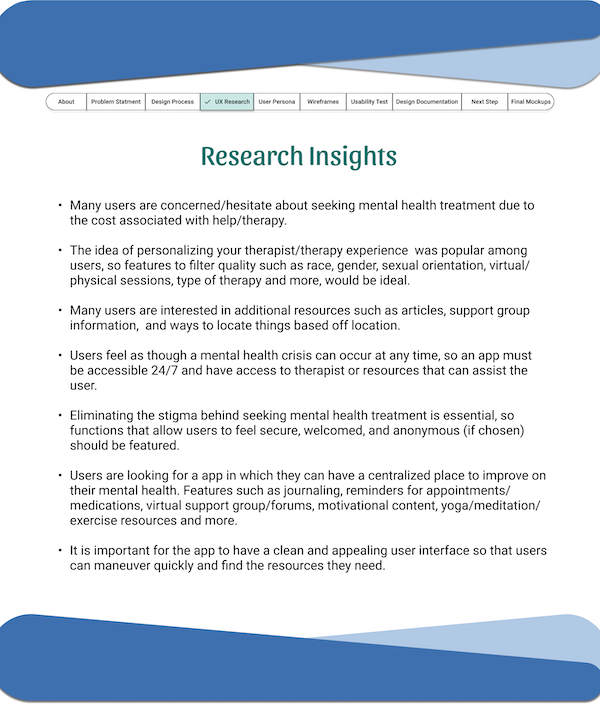 About Problem Statment Design Process ✓ UX Research User Persona Wireframes Usability Test Design Documentation Next Step Final Mockups
Research Insights
• Many users are concerned/hesitate about seeking mental health treatment due to
the cost associated with help/therapy.
• The idea of personalizing your therapist/therapy experience was popular among
users, so features to filter quality such as race, gender, sexual orientation, virtual/
physical sessions, type of therapy and more, would be ideal.
• Many users are interested in additional resources such as articles, support group
information, and ways to locate things based off location.
• Users feel as though a mental health crisis can occur at any time, so an app must
be accessible 24/7 and have access to therapist or resources that can assist the
user.
• Eliminating the stigma behind seeking mental health treatment is essential, so
functions that allow users to feel secure, welcomed, and anonymous (if chosen)
should be featured.
• Users are looking for a app in which they can have a centralized place to improve on
their mental health. Features such as journaling, reminders for appointments/
medications, virtual support group/forums, motivational content, yoga/meditation/
exercise resources and more.
• It is important for the app to have a clean and appealing user interface so that users
can maneuver quickly and find the resources they need.